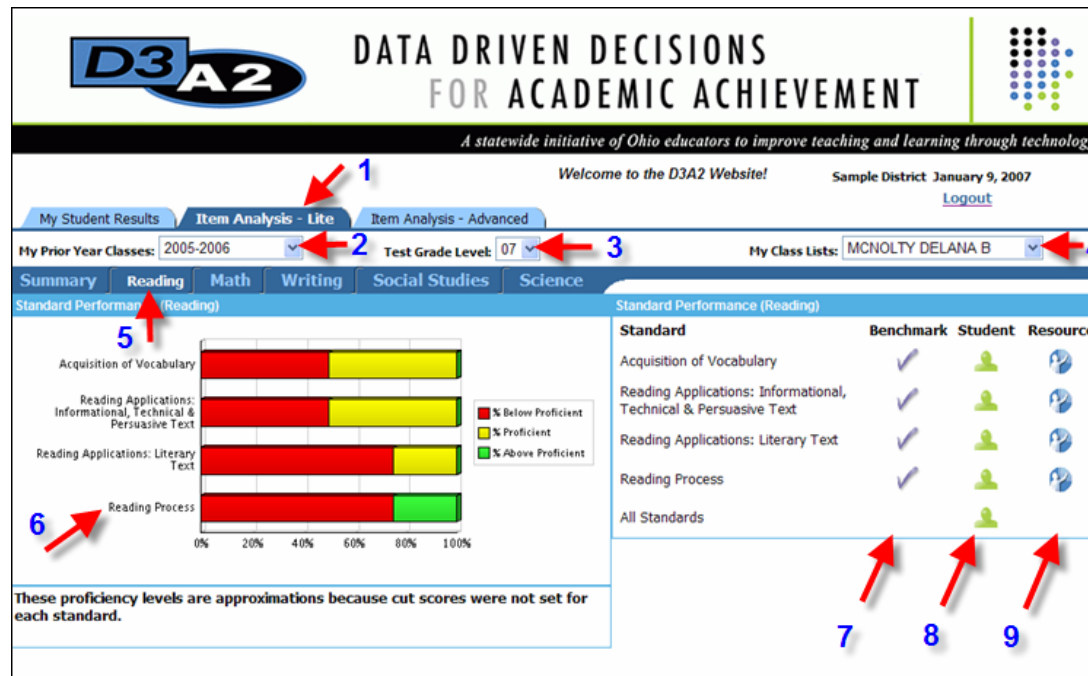 D3
A2
DATA DRIVEN DECISIONS
FOR ACADEMIC ACHIEVEMENT
A statewide initiative of Ohio educators to improve teaching and learning through technolog
1
Welcome to the D3A2 Website!
Sample District January 9, 2007
Logout
My Student Results Item Analysis - Lite Item Analysis - Advanced
My Prior Year Classes: 2005-2006 2 Test Grade Level: 07 3 My Class Lists: MCNOLTY DELANA B
Summary Reading Math Writing Social Studies Science
Standard Performance (Reading)
5
Acquisition of Vocabulary
Reading Applications:
Informational, Technical &
Persuasive Text
Reading Applications: Literary
Text
Reading Process
6
0% 20% 40% 60% 80% 100%
% Below Proficient
% Proficient
% Above Proficient
These proficiency levels are approximations because cut scores were not set for
each standard.
Standard Performance (Reading)
Standard Benchmark Student Resource
Acquisition of Vocabulary
Reading Applications: Informational,
Technical & Persuasive Text
Reading Applications: Literary Text
Reading Process
All Standards
7 8 9